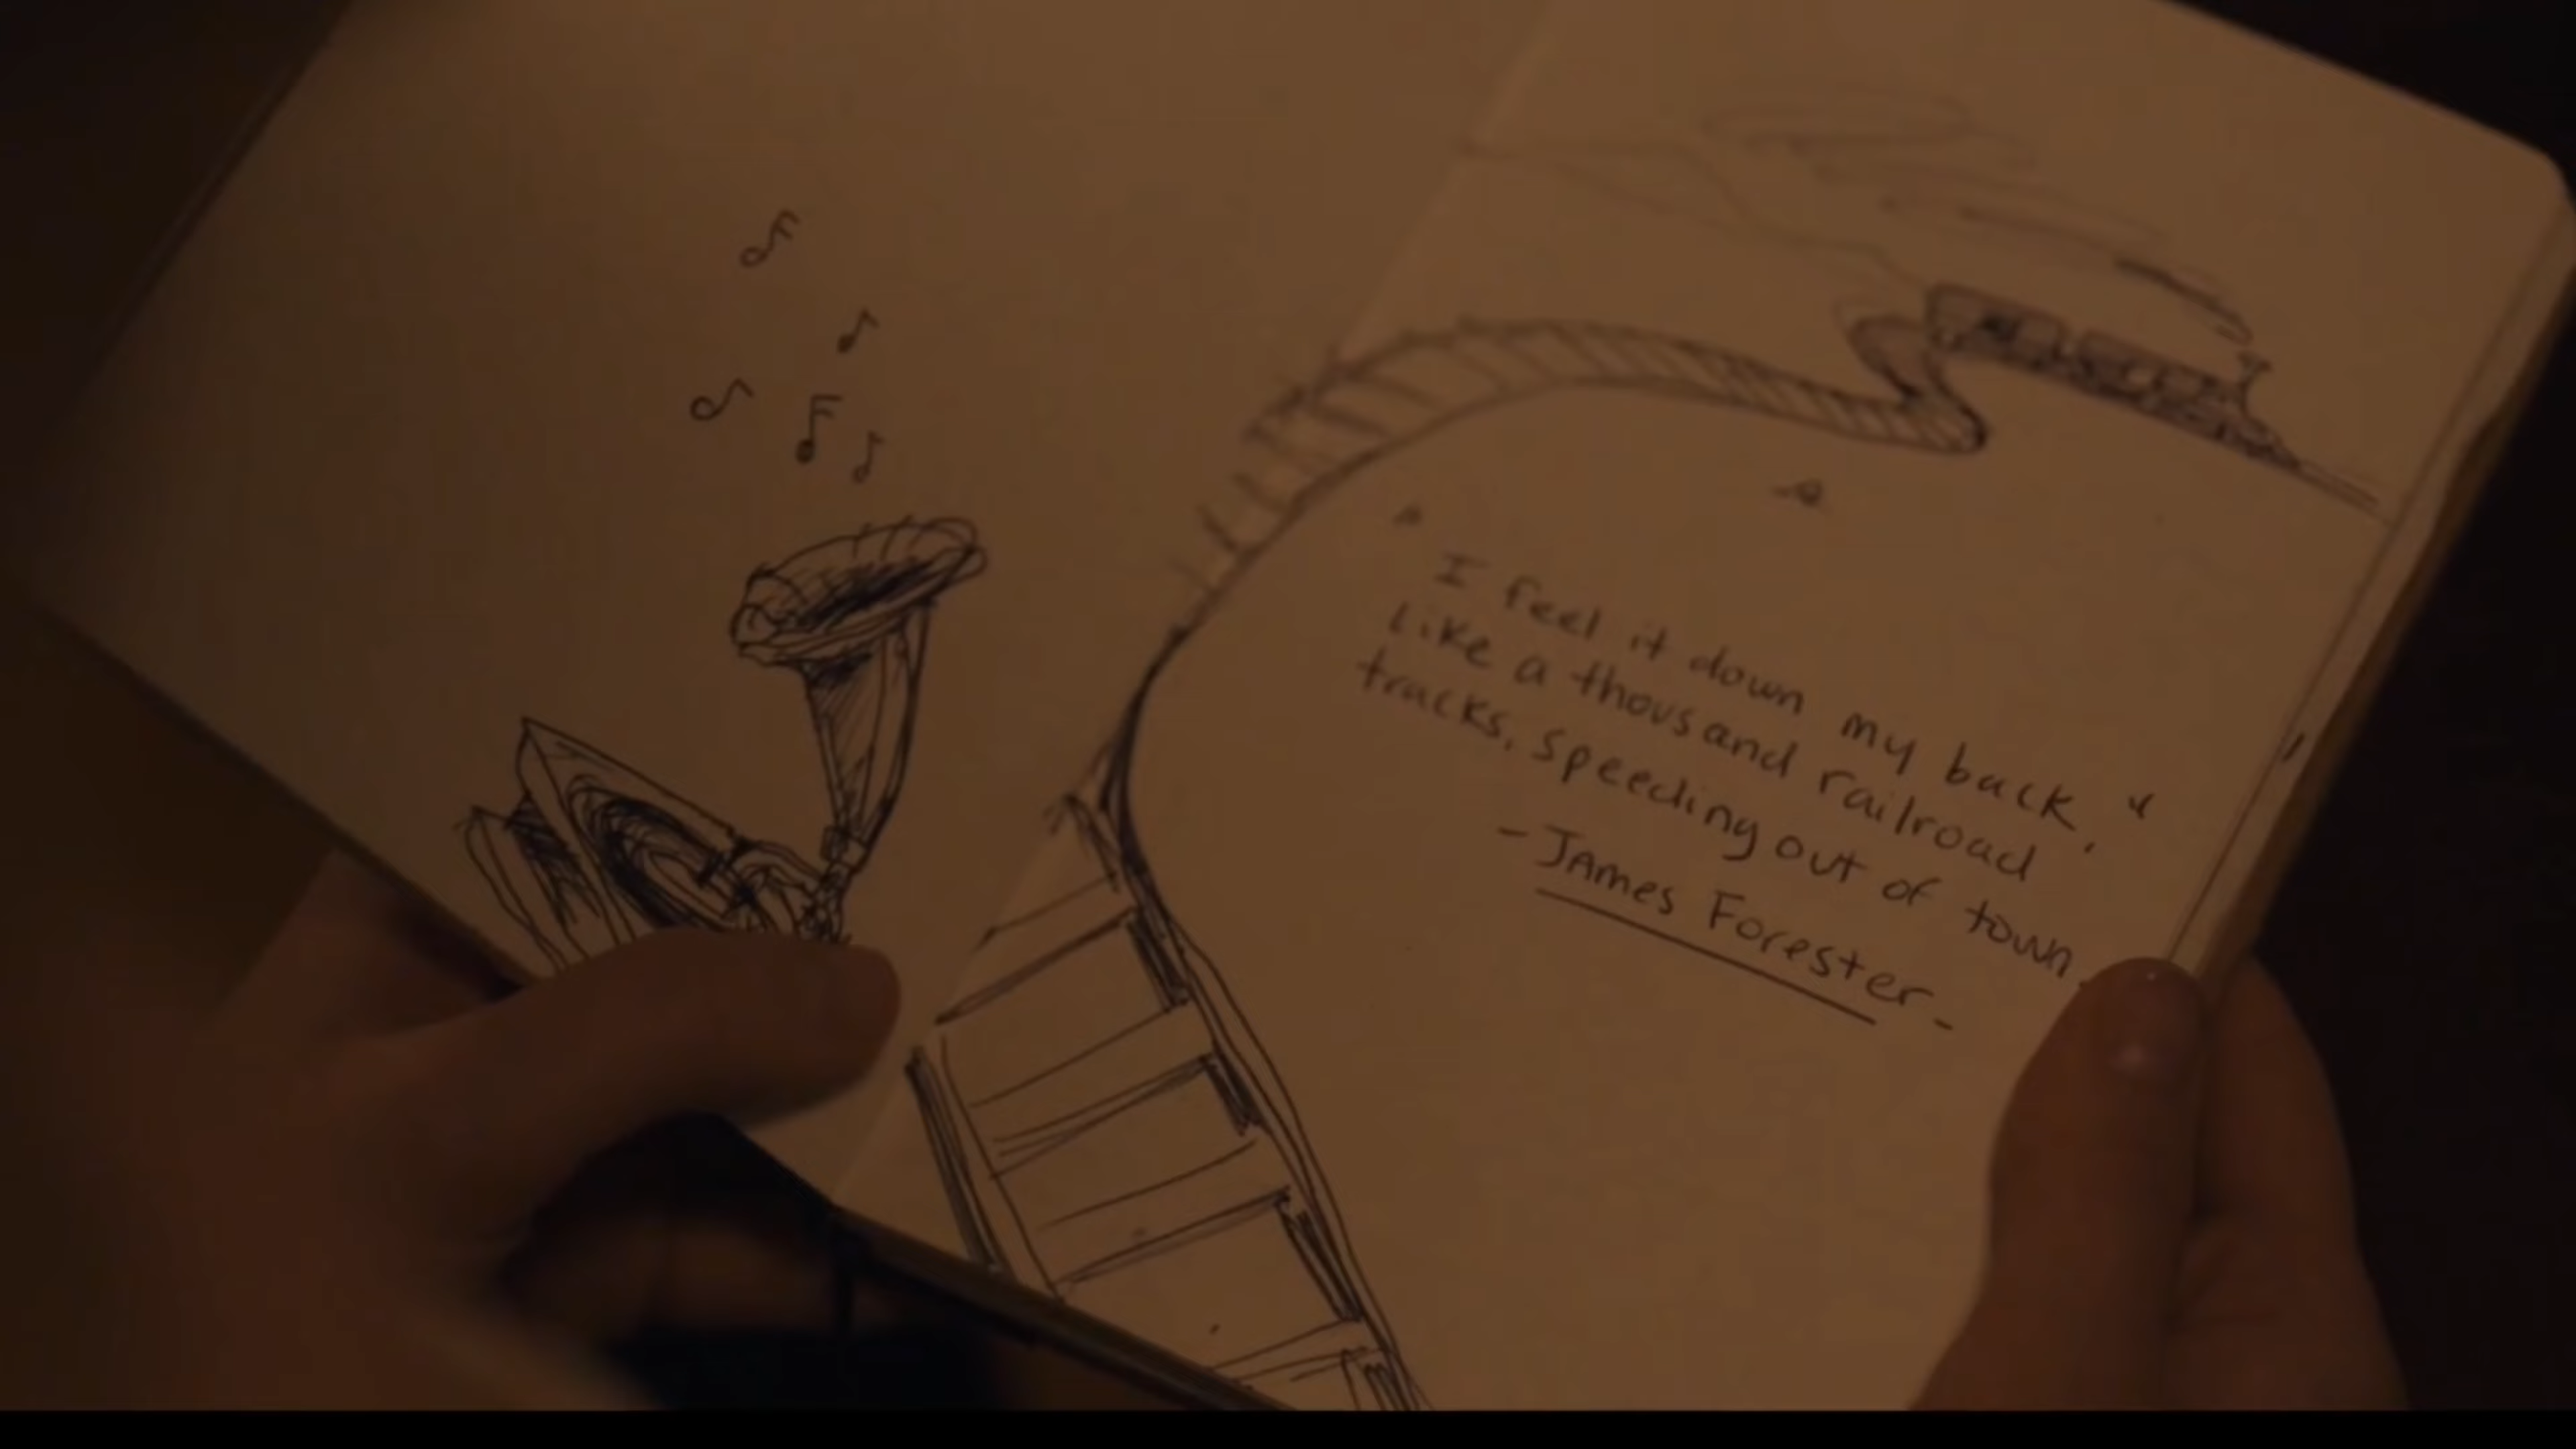 " I feel it down my back, "
Like a thousand railroad
tracks, speeding out of town
- JAmes Forester -